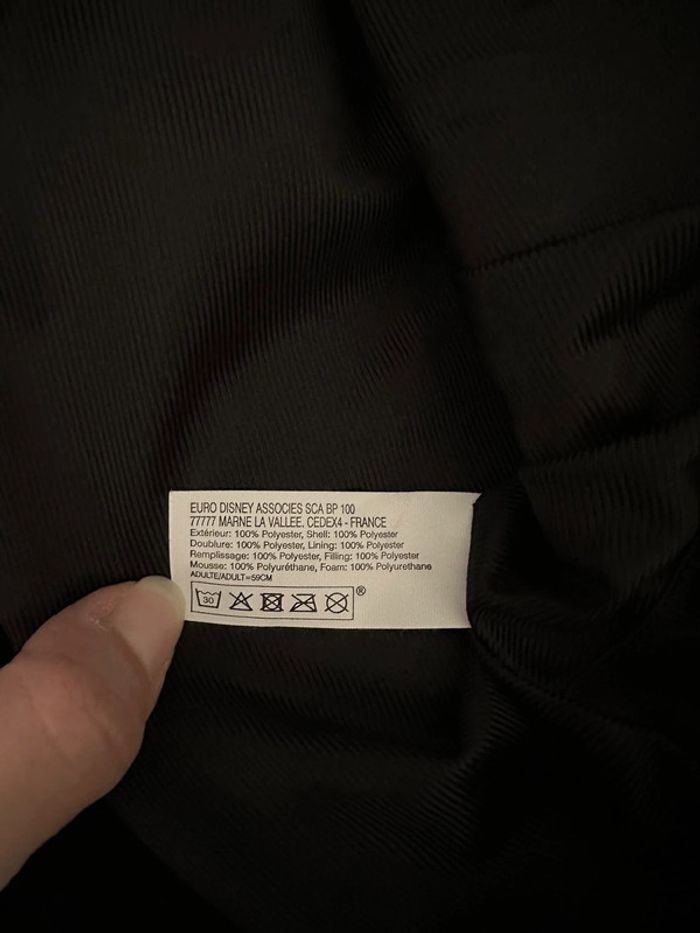 EURO DISNEY ASSOCIES SCA BP 100
77777 MARNE LA VALLEE. CEDEX4 - FRANCE
Extérieur: 100% Polyester, Shell: 100% Polyester
Doublure: 100% Polyester, Lining: 100% Polyester
Remplissage: 100% Polyester, Filling: 100% Polyester
Mousse: 100% Polyuréthane, Foam: 100% Polyurethane
ADULTE/ADULT=59CM
30 ®